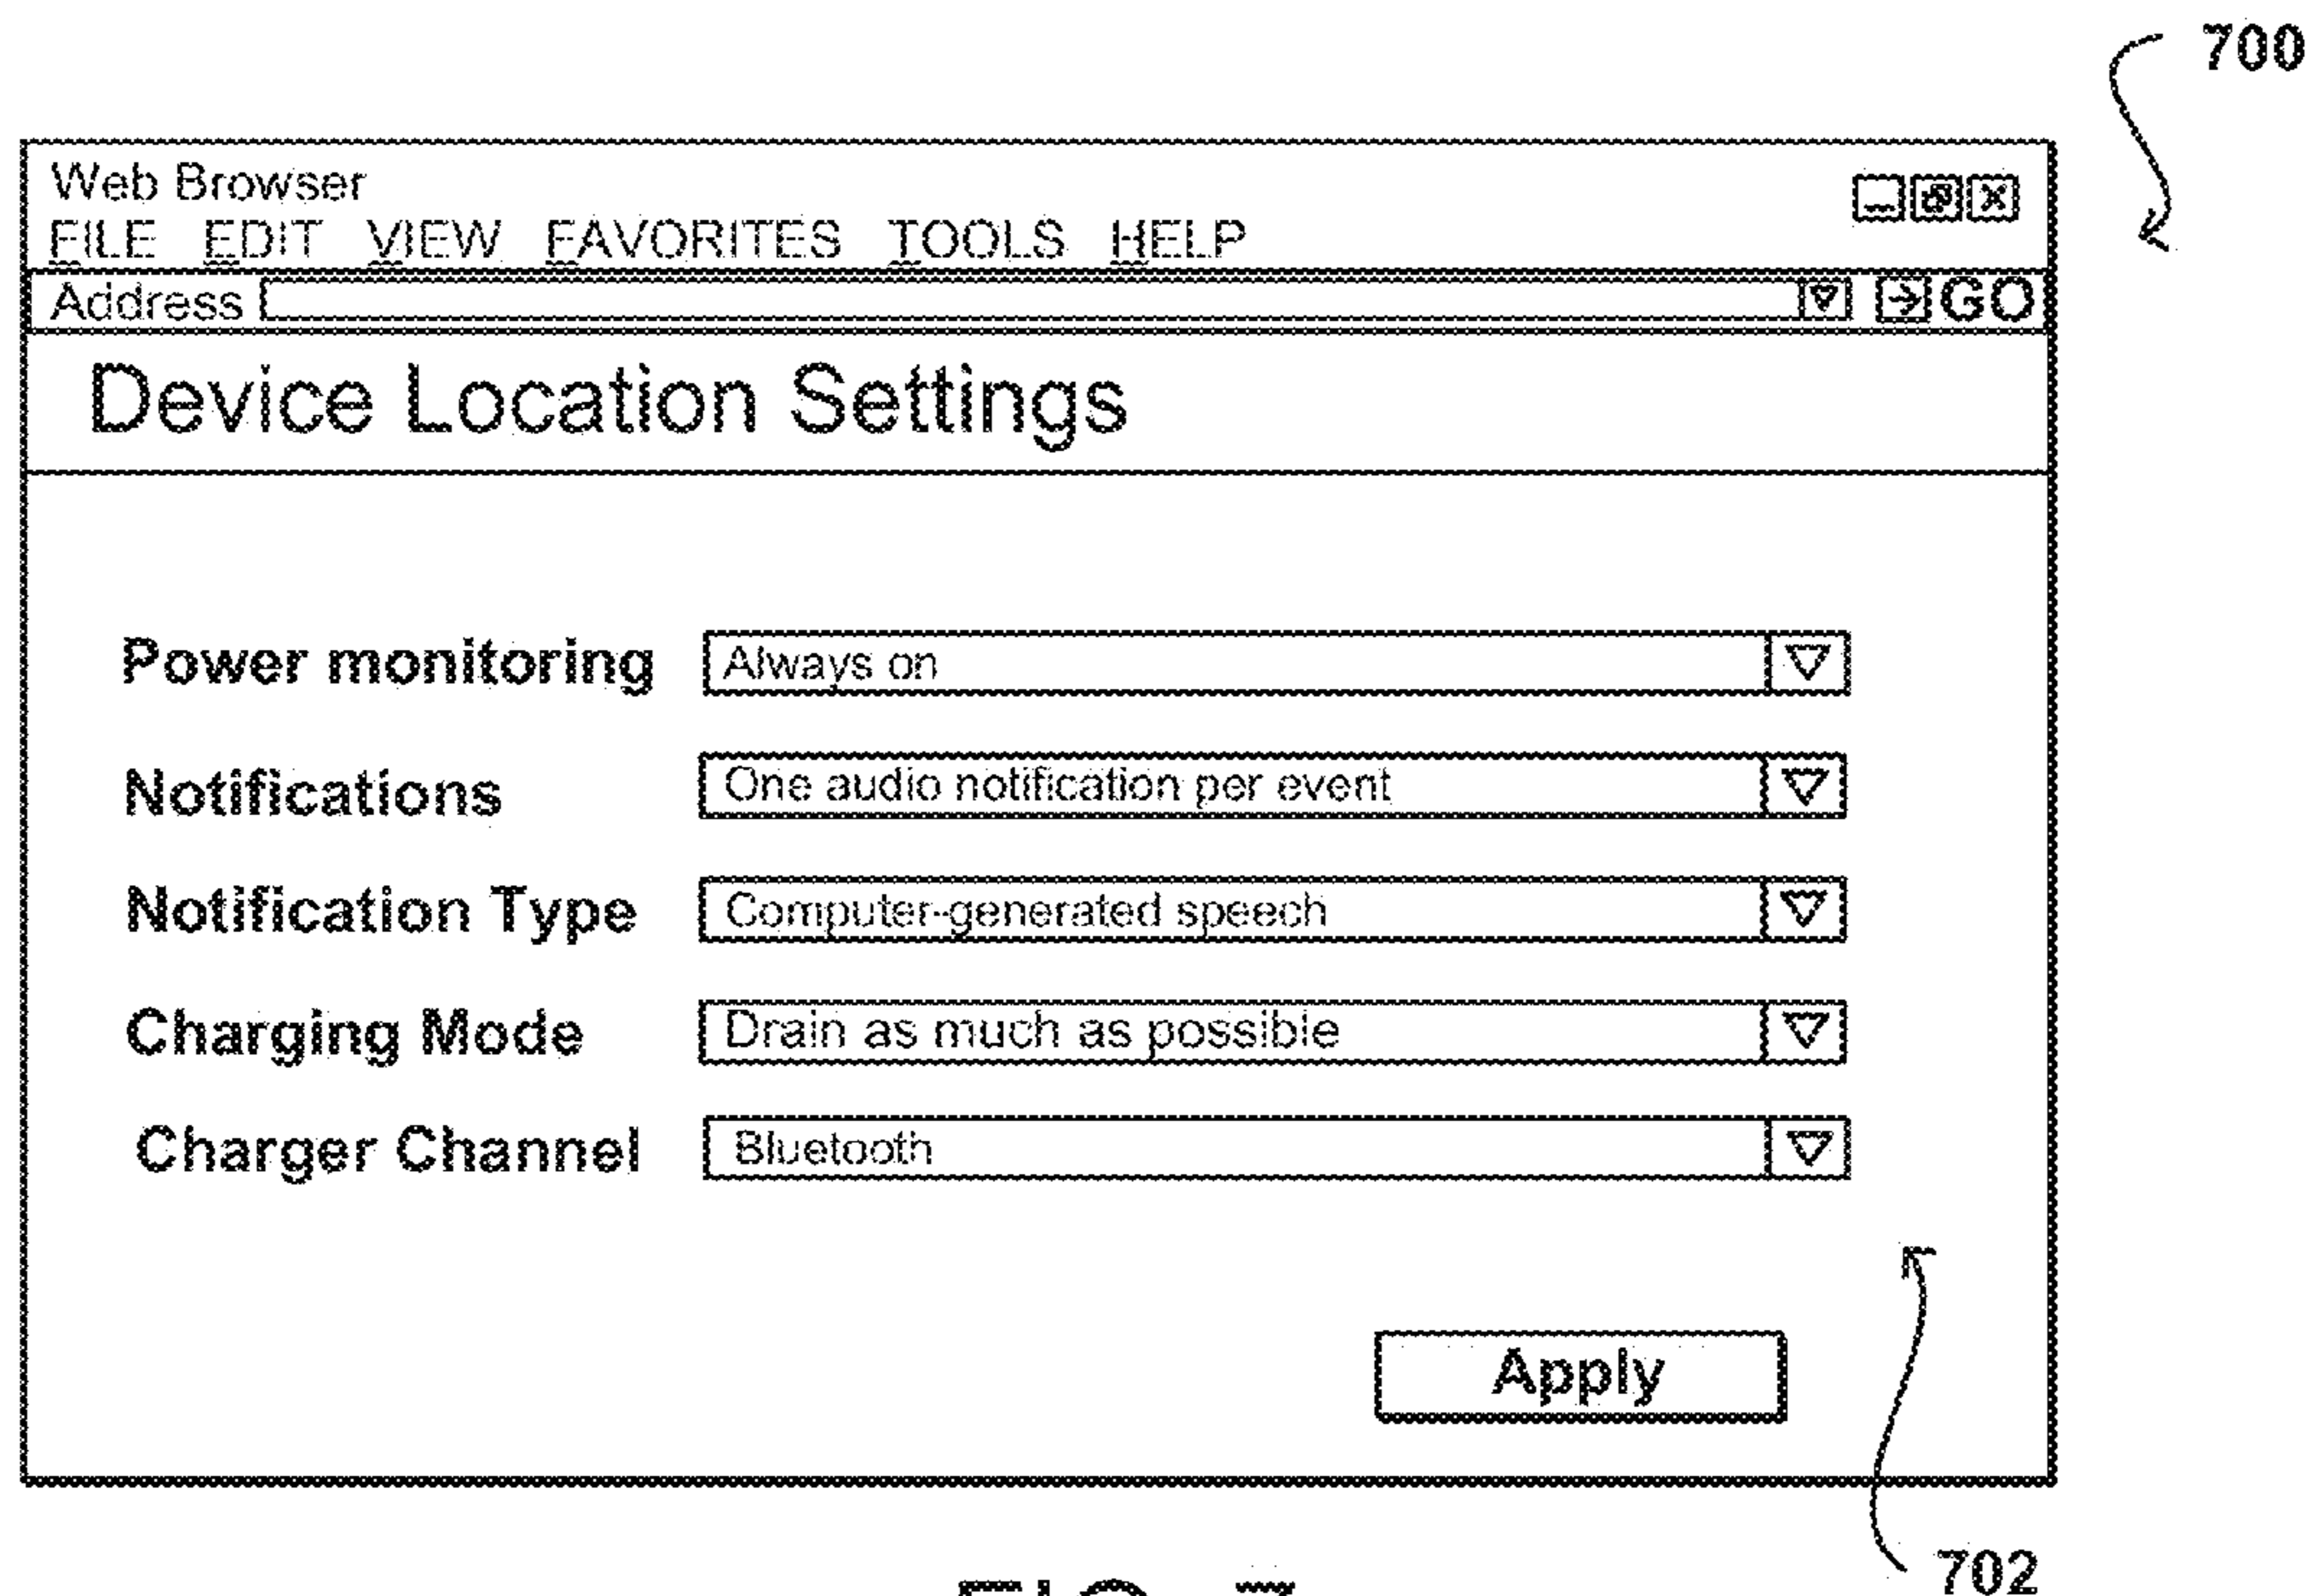 700
Web Browser
FILE EDIT VIEW FAVORITES TOOLS HELP
Address GO
Device Location Settings
Power monitoring Always on
Notifications One audio notification per event
Notification Type Computer-generated speech
Charging Mode Drain as much as possible
Charger Channel Bluetooth
Apply
702